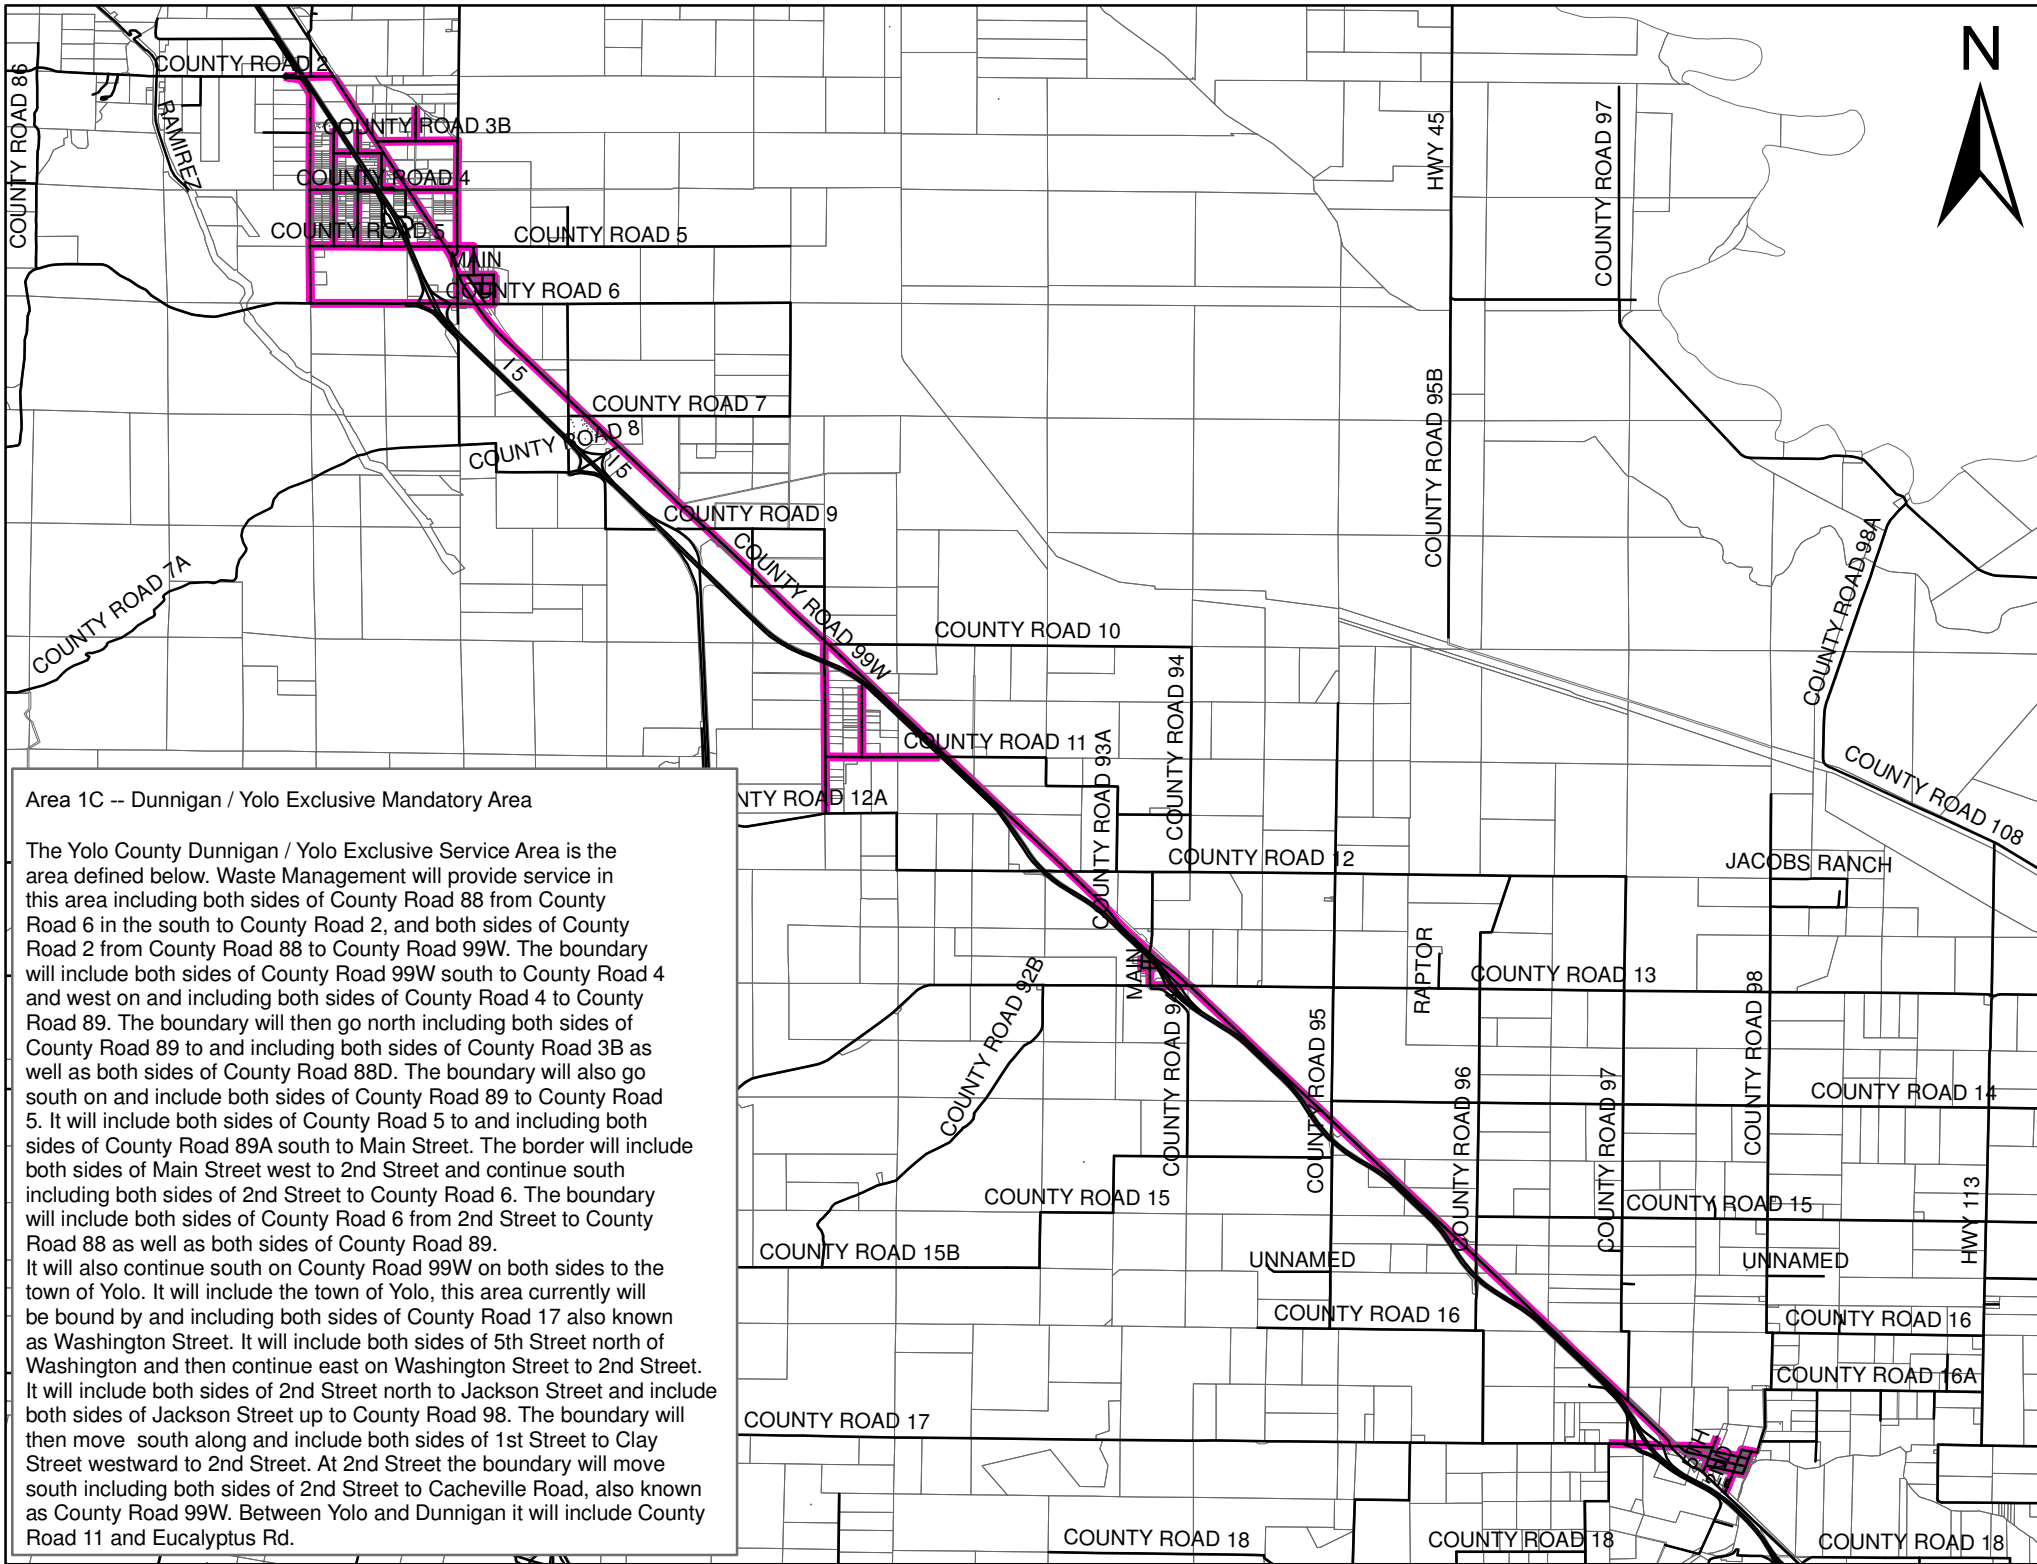 N
COUNTY ROAD 2
COUNTY ROAD 86
RAMIREZ
COUNTY ROAD 3B
COUNTY ROAD 4
COUNTY ROAD 5
COUNTY ROAD 5
MAIN
COUNTY ROAD 6
HWY 45
COUNTY ROAD 97
I 5
COUNTY ROAD 7
COUNTY ROAD 8
I 5
COUNTY ROAD 95B
COUNTY ROAD 9
COUNTY ROAD 7A
COUNTY ROAD 99W
COUNTY ROAD 98A
COUNTY ROAD 10
COUNTY ROAD 94
COUNTY ROAD 11
COUNTY ROAD 93A
COUNTY ROAD 108
NTY ROAD 12A
COUNTY ROAD 12
JACOBS RANCH
MAIN
RAPTOR
COUNTY ROAD 13
COUNTY ROAD 92B
COUNTY ROAD 98
COUNTY ROAD 95
COUNTY ROAD 96
COUNTY ROAD 97
COUNTY ROAD 14
COUNTY ROAD 15
COUNTY ROAD 15
HWY 113
COUNTY ROAD 15B
UNNAMED
UNNAMED
COUNTY ROAD 16
COUNTY ROAD 16
COUNTY ROAD 16A
COUNTY ROAD 17
COUNTY ROAD 18
COUNTY ROAD 18
COUNTY ROAD 18
Area 1C -- Dunnigan / Yolo Exclusive Mandatory Area
The Yolo County Dunnigan / Yolo Exclusive Service Area is the
area defined below. Waste Management will provide service in
this area including both sides of County Road 88 from County
Road 6 in the south to County Road 2, and both sides of County
Road 2 from County Road 88 to County Road 99W. The boundary
will include both sides of County Road 99W south to County Road 4
and west on and including both sides of County Road 4 to County
Road 89. The boundary will then go north including both sides of
County Road 89 to and including both sides of County Road 3B as
well as both sides of County Road 88D. The boundary will also go
south on and include both sides of County Road 89 to County Road
5. It will include both sides of County Road 5 to and including both
sides of County Road 89A south to Main Street. The border will include
both sides of Main Street west to 2nd Street and continue south
including both sides of 2nd Street to County Road 6. The boundary
will include both sides of County Road 6 from 2nd Street to County
Road 88 as well as both sides of County Road 89.
It will also continue south on County Road 99W on both sides to the
town of Yolo. It will include the town of Yolo, this area currently will
be bound by and including both sides of County Road 17 also known
as Washington Street. It will include both sides of 5th Street north of
Washington and then continue east on Washington Street to 2nd Street.
It will include both sides of 2nd Street north to Jackson Street and include
both sides of Jackson Street up to County Road 98. The boundary will
then move  south along and include both sides of 1st Street to Clay
Street westward to 2nd Street. At 2nd Street the boundary will move
south including both sides of 2nd Street to Cacheville Road, also known
as County Road 99W. Between Yolo and Dunnigan it will include County
Road 11 and Eucalyptus Rd.